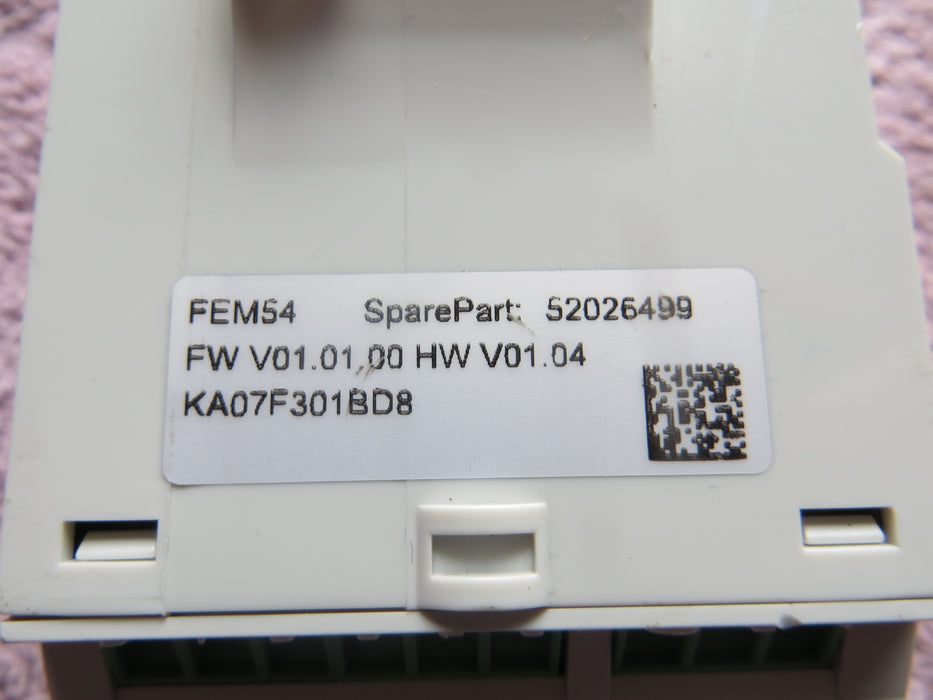 FEM54 SparePart: 52026499
FW V01.01.00 HW V01.04
KA07F301BD8